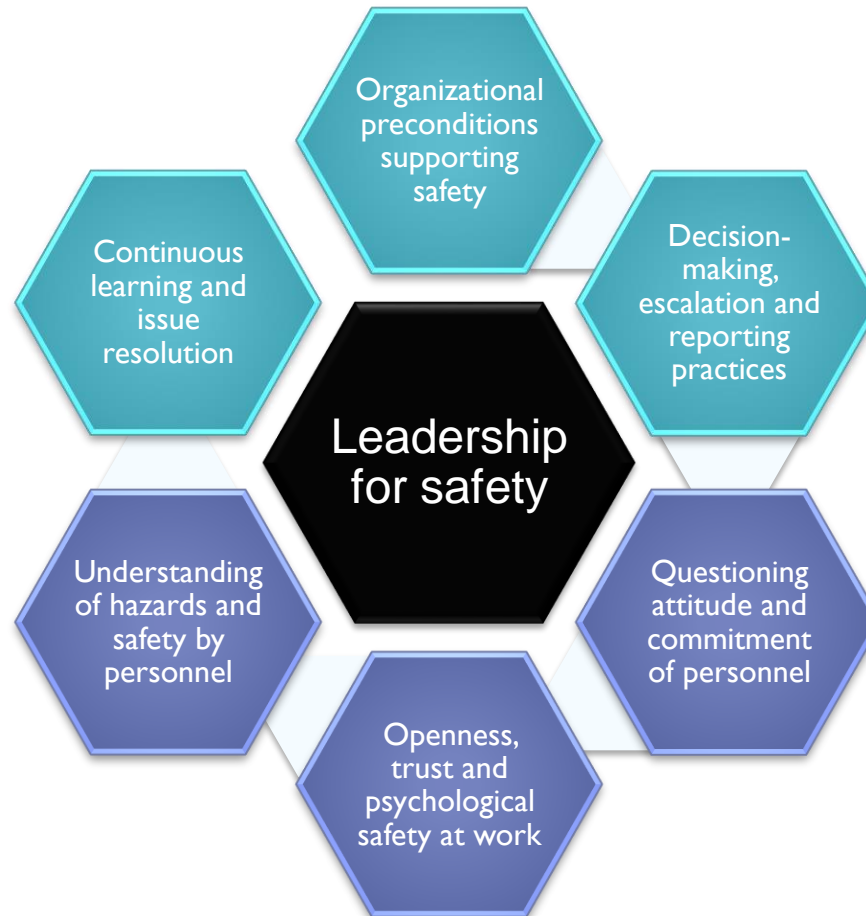 Organizational
preconditions
supporting
safety
Continuous
learning and
issue
resolution
Decision-
making,
escalation and
reporting
practices
Leadership
for safety
Understanding
of hazards and
safety by
personnel
Questioning
attitude and
commitment
of personnel
Openness,
trust and
psychological
safety at work